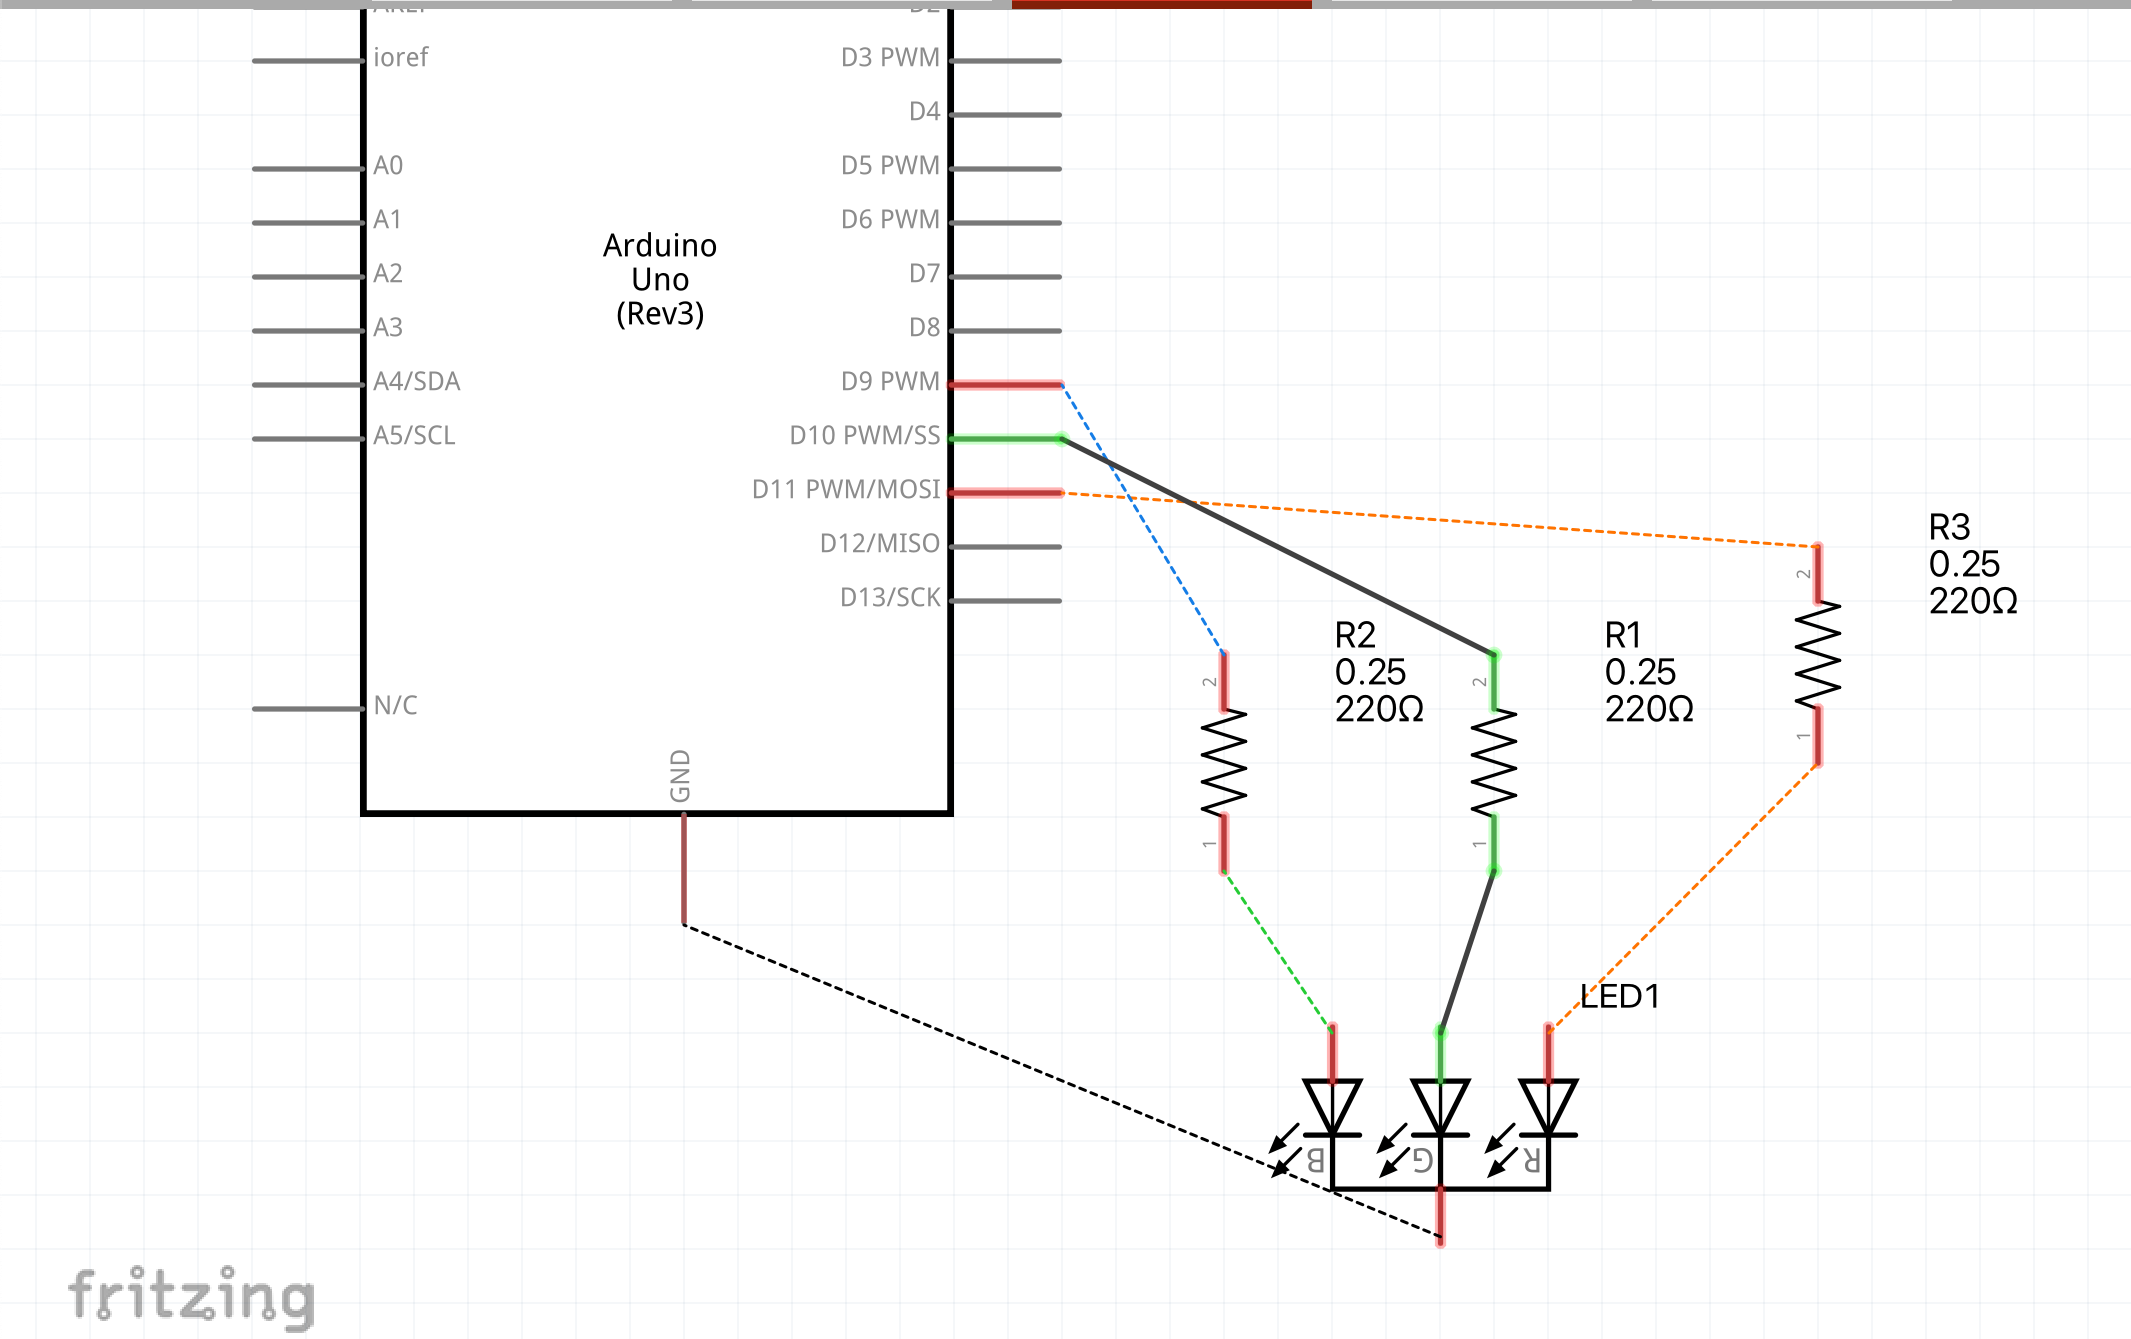 AREF
D2
ioref
D3 PWM
D4
A0
D5 PWM
A1
D6 PWM
Arduino
Uno
(Rev3)
A2
D7
A3
D8
A4/SDA
D9 PWM
A5/SCL
D10 PWM/SS
D11 PWM/MOSI
D12/MISO
D13/SCK
N/C
GND
R3
0.25
220Ω
2
1
R2
0.25
220Ω
2
1
R1
0.25
220Ω
2
1
LED1
B
G
R
fritzing